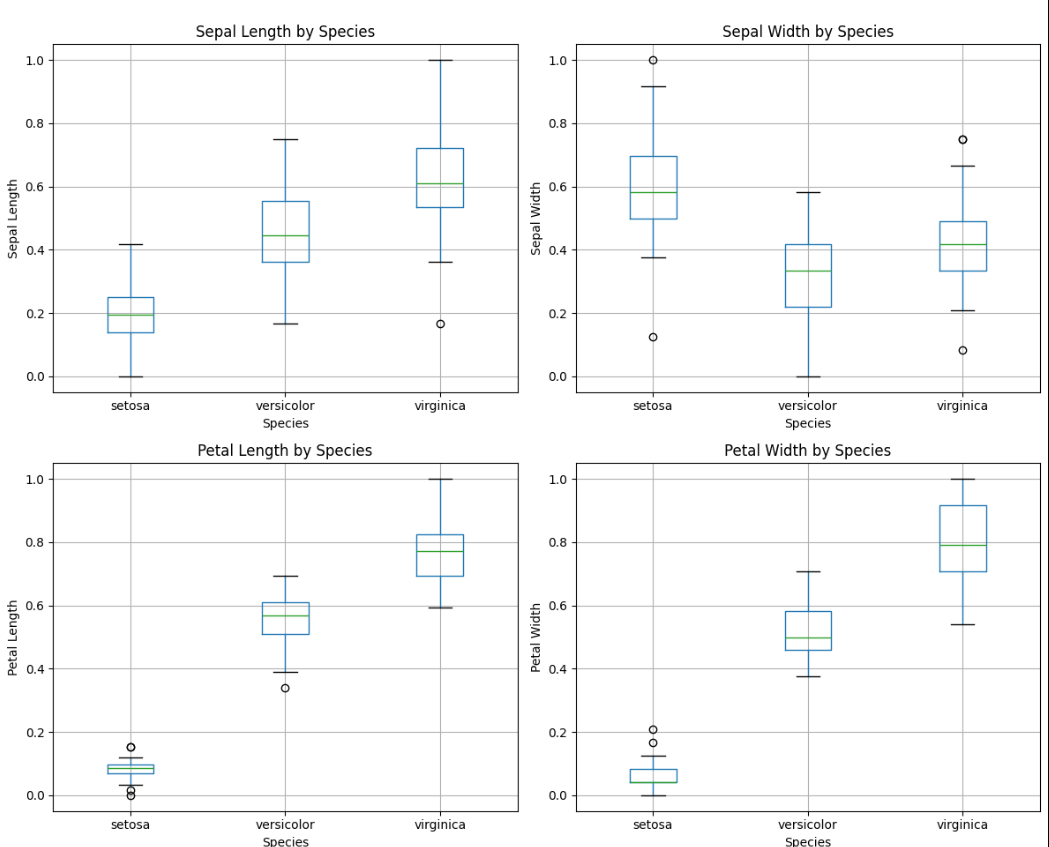 Sepal Length by Species
Sepal Length
1.0
0.8
0.6
0.4
0.2
0.0
setosa versicolor virginica
Species
Sepal Width by Species
Sepal Width
1.0
0.8
0.6
0.4
0.2
0.0
setosa versicolor virginica
Species
Petal Length by Species
Petal Length
1.0
0.8
0.6
0.4
0.2
0.0
setosa versicolor virginica
Species
Petal Width by Species
Petal Width
1.0
0.8
0.6
0.4
0.2
0.0
setosa versicolor virginica
Species